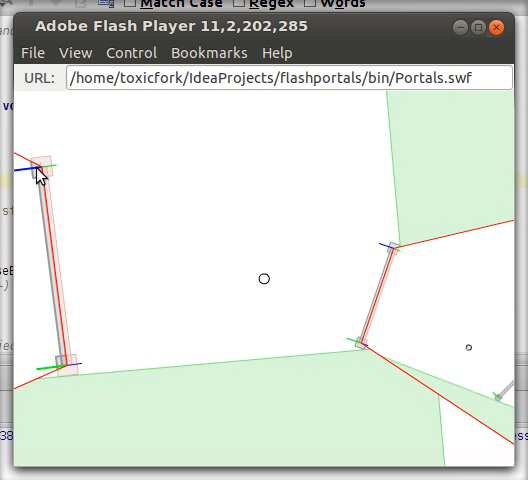 Match Case Regex Words
Adobe Flash Player 11,2,202,285
File View Control Bookmarks Help
URL: /home/toxicfork/IdeaProjects/flashportals/bin/Portals.swf